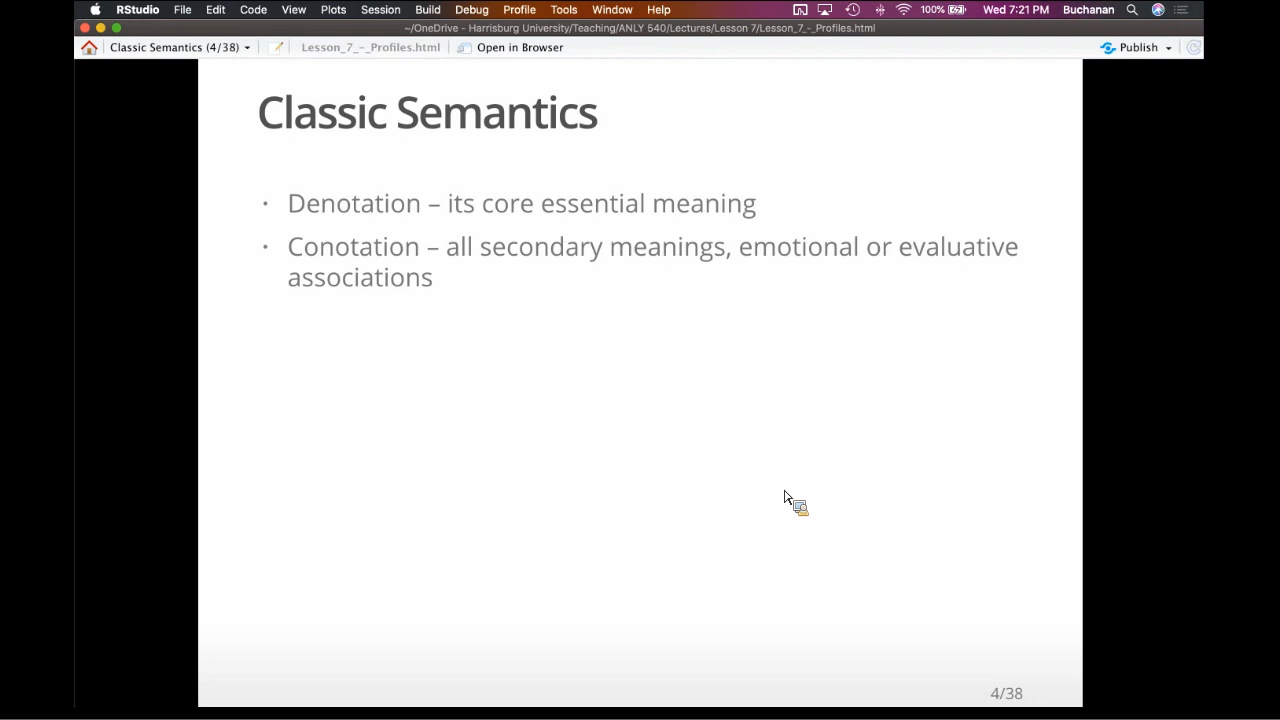 RStudio File Edit Code View Plots Session Build Debug Profile Tools Window Help 100% Wed 7:21 PM Buchanan
~/OneDrive - Harrisburg University/Teaching/ANLY 540/Lectures/Lesson 7/Lesson_7_-_Profiles.html
Classic Semantics (4/38) Lesson_7_-_Profiles.html Open in Browser Publish
Classic Semantics
• Denotation – its core essential meaning
• Conotation – all secondary meanings, emotional or evaluative
associations
4/38